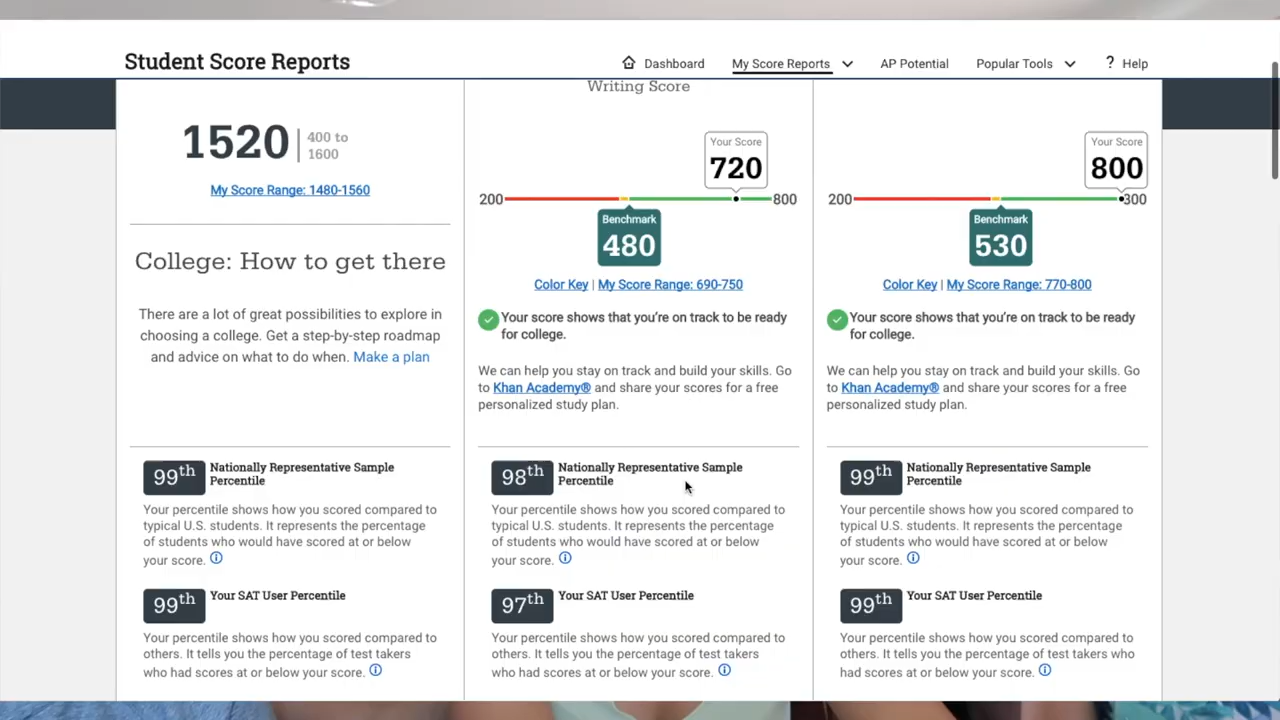 Student Score Reports
Dashboard
My Score Reports
AP Potential
Popular Tools
? Help
1520 | 400 to
1600
My Score Range: 1480-1560
College: How to get there
There are a lot of great possibilities to explore in
choosing a college. Get a step-by-step roadmap
and advice on what to do when. Make a plan
99th Nationally Representative Sample
Percentile
Your percentile shows how you scored compared to
typical U.S. students. It represents the percentage
of students who would have scored at or below
your score.
99th Your SAT User Percentile
Your percentile shows how you scored compared to
others. It tells you the percentage of test takers
who had scores at or below your score.
Writing Score
Your Score
720
200
800
Benchmark
480
Color Key | My Score Range: 690-750
Your score shows that you're on track to be ready
for college.
We can help you stay on track and build your skills. Go
to Khan Academy® and share your scores for a free
personalized study plan.
98th Nationally Representative Sample
Percentile
Your percentile shows how you scored compared to
typical U.S. students. It represents the percentage
of students who would have scored at or below
your score.
97th Your SAT User Percentile
Your percentile shows how you scored compared to
others. It tells you the percentage of test takers
who had scores at or below your score.
Your Score
800
200
800
Benchmark
530
Color Key | My Score Range: 770-800
Your score shows that you're on track to be ready
for college.
We can help you stay on track and build your skills. Go
to Khan Academy® and share your scores for a free
personalized study plan.
99th Nationally Representative Sample
Percentile
Your percentile shows how you scored compared to
typical U.S. students. It represents the percentage
of students who would have scored at or below
your score.
99th Your SAT User Percentile
Your percentile shows how you scored compared to
others. It tells you the percentage of test takers who
had scores at or below your score.